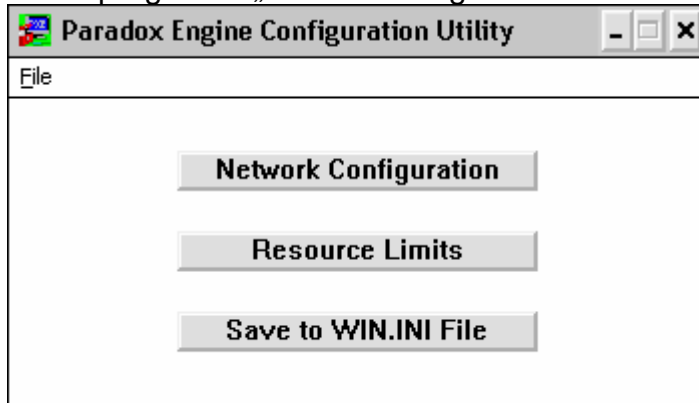 Paradox Engine Configuration Utility
File
Network Configuration
Resource Limits
Save to WIN.INI File